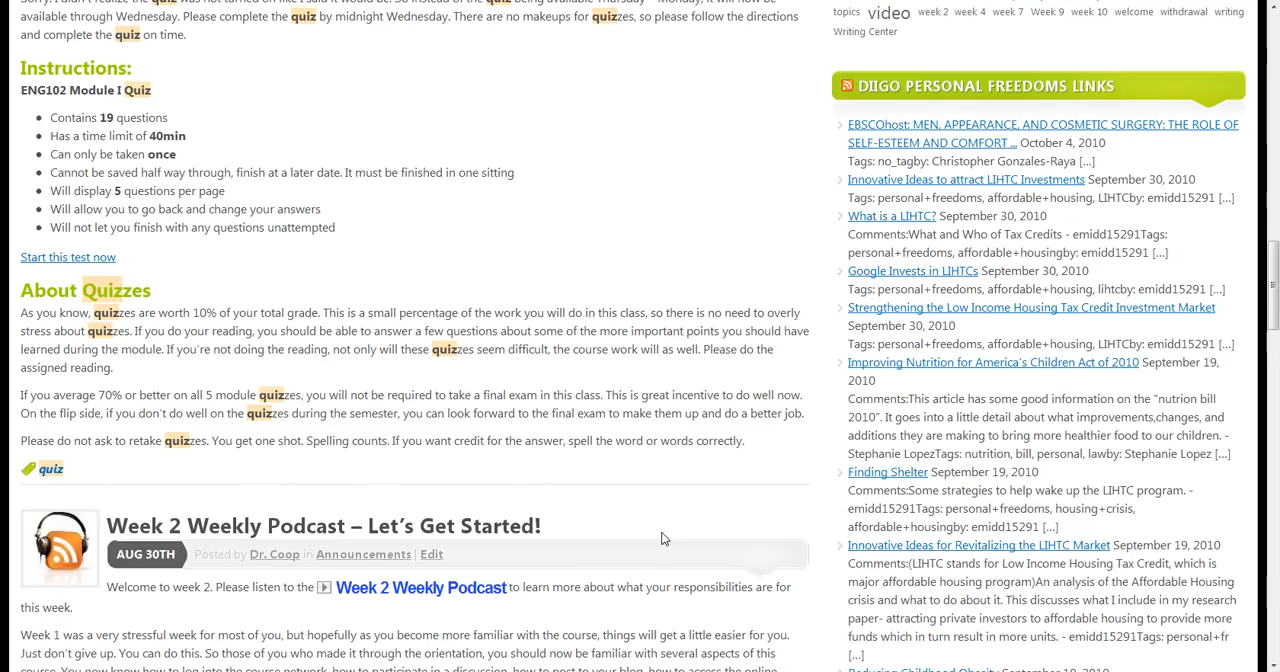 available through Wednesday. Please complete the quiz by midnight Wednesday. There are no makeups for quizzes, so please follow the directions
and complete the quiz on time.
Instructions:
ENG102 Module I Quiz
Contains 19 questions
Has a time limit of 40min
Can only be taken once
Cannot be saved half way through, finish at a later date. It must be finished in one sitting
Will display 5 questions per page
Will allow you to go back and change your answers
Will not let you finish with any questions unattempted
Start this test now
About Quizzes
As you know, quizzes are worth 10% of your total grade. This is a small percentage of the work you will do in this class, so there is no need to overly
stress about quizzes. If you do your reading, you should be able to answer a few questions about some of the more important points you should have
learned during the module. If you're not doing the reading, not only will these quizzes seem difficult, the course work will as well. Please do the
assigned reading.
If you average 70% or better on all 5 module quizzes, you will not be required to take a final exam in this class. This is great incentive to do well now.
On the flip side, if you don't do well on the quizzes during the semester, you can look forward to the final exam to make them up and do a better job.
Please do not ask to retake quizzes. You get one shot. Spelling counts. If you want credit for the answer, spell the word or words correctly.
quiz
Week 2 Weekly Podcast – Let's Get Started!
AUG 30TH Posted by Dr. Coop in Announcements | Edit
Welcome to week 2. Please listen to the Week 2 Weekly Podcast to learn more about what your responsibilities are for
this week.
Week 1 was a very stressful week for most of you, but hopefully as you become more familiar with the course, things will get a little easier for you.
Just don't give up. You can do this. So those of you who made it through the orientation, you should now be familiar with several aspects of this
topics video week 2 week 4 week 7 Week 9 week 10 welcome withdrawal writing
Writing Center
DIIGO PERSONAL FREEDOMS LINKS
EBSCOhost: MEN, APPEARANCE, AND COSMETIC SURGERY: THE ROLE OF
SELF-ESTEEM AND COMFORT ... October 4, 2010
Tags: no_tagby: Christopher Gonzales-Raya [...]
Innovative Ideas to attract LIHTC Investments September 30, 2010
Tags: personal+freedoms, affordable+housing, LIHTCby: emidd15291 [...]
What is a LIHTC? September 30, 2010
Comments:What and Who of Tax Credits - emidd15291Tags:
personal+freedoms, affordable+housingby: emidd15291 [...]
Google Invests in LIHTCs September 30, 2010
Tags: personal+freedoms, affordable+housing, lihtcby: emidd15291 [...]
Strengthening the Low Income Housing Tax Credit Investment Market
September 30, 2010
Tags: personal+freedoms, affordable+housing, LIHTCby: emidd15291 [...]
Improving Nutrition for America's Children Act of 2010 September 19,
2010
Comments:This article has some good information on the "nutrion bill
2010". It goes into a little detail about what improvements,changes, and
additions they are making to bring more healthier food to our children. -
Stephanie LopezTags: nutrition, bill, personal, lawby: Stephanie Lopez [...]
Finding Shelter September 19, 2010
Comments:Some strategies to help wake up the LIHTC program. -
emidd15291Tags: personal+freedoms, housing+crisis,
affordable+housingby: emidd15291 [...]
Innovative Ideas for Revitalizing the LIHTC Market September 19, 2010
Comments:(LIHTC stands for Low Income Housing Tax Credit, which is
major affordable housing program)An analysis of the Affordable Housing
crisis and what to do about it. This discusses what I include in my research
paper- attracting private investors to affordable housing to provide more
funds which in turn result in more units. - emidd15291Tags: personal+fr
[...]